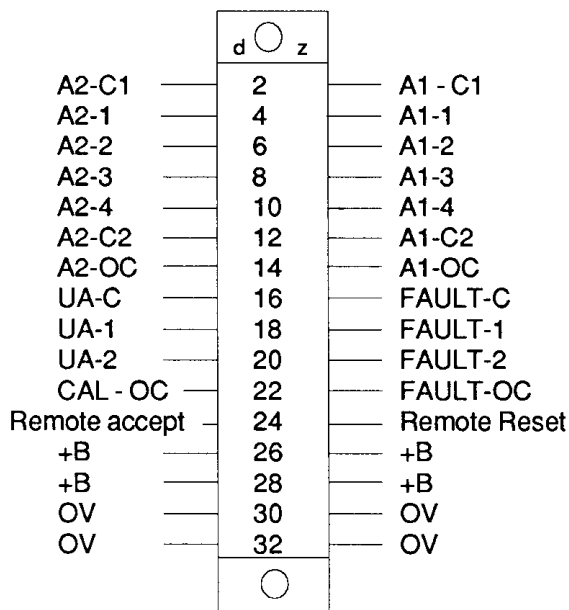 d z
A2-C1 2 A1 - C1
A2-1 4 A1-1
A2-2 6 A1-2
A2-3 8 A1-3
A2-4 10 A1-4
A2-C2 12 A1-C2
A2-OC 14 A1-OC
UA-C 16 FAULT-C
UA-1 18 FAULT-1
UA-2 20 FAULT-2
CAL - OC 22 FAULT-OC
Remote accept 24 Remote Reset
+B 26 +B
+B 28 +B
OV 30 OV
OV 32 OV